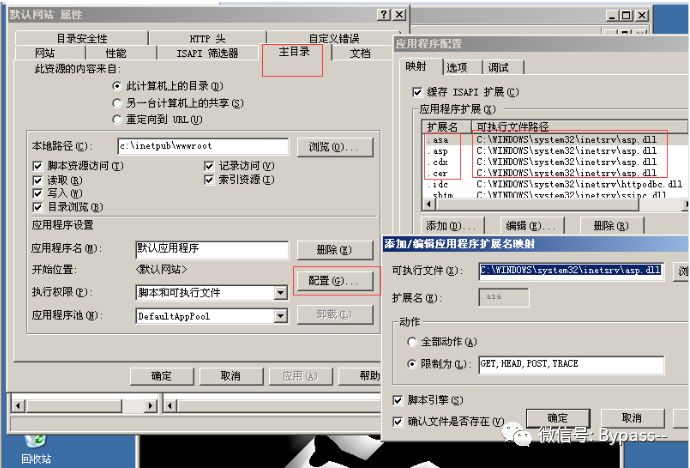 默认网站 属性
目录安全性 HTTP 头 自定义错误
网站 性能 ISAPI 筛选器 主目录 文档
此资源的内容来自:
此计算机上的目录(D)
另一台计算机上的共享(S)
重定向到 URL(U)
本地路径(C): c:\inetpub\wwwroot 浏览(O)...
脚本资源访问(T) 记录访问(V)
读取(R) 索引资源(I)
写入(W)
目录浏览(B)
应用程序设置
应用程序名(M): 默认应用程序 删除(E)
开始位置: <默认网站>
配置(G)...
执行权限(P): 脚本和可执行文件
应用程序池(N): DefaultAppPool 卸载(L)
确定 取消 应用(A) 帮助
回收站
应用程序配置
映射 选项 调试
缓存 ISAPI 扩展(C)
应用程序扩展(X)
扩展名 可执行文件路径
.asa C:\WINDOWS\system32\inetsrv\asp.dll
.asp C:\WINDOWS\system32\inetsrv\asp.dll
.cdx C:\WINDOWS\system32\inetsrv\asp.dll
.cer C:\WINDOWS\system32\inetsrv\asp.dll
.idc C:\WINDOWS\system32\inetsrv\httpodbc.dll
.shtm C:\WINDOWS\system32\inetsrv\ssinc.dll
添加(D)... 编辑(E)... 删除(R)
添加/编辑应用程序扩展名映射
可执行文件(X): C:\WINDOWS\system32\inetsrv\asp.dll
扩展名(E): .asa
动作
全部动作(A)
限制为(L): GET,HEAD,POST,TRACE
脚本引擎(S)
确认文件是否存在(V)
确定 取消
微信号: Bypass--